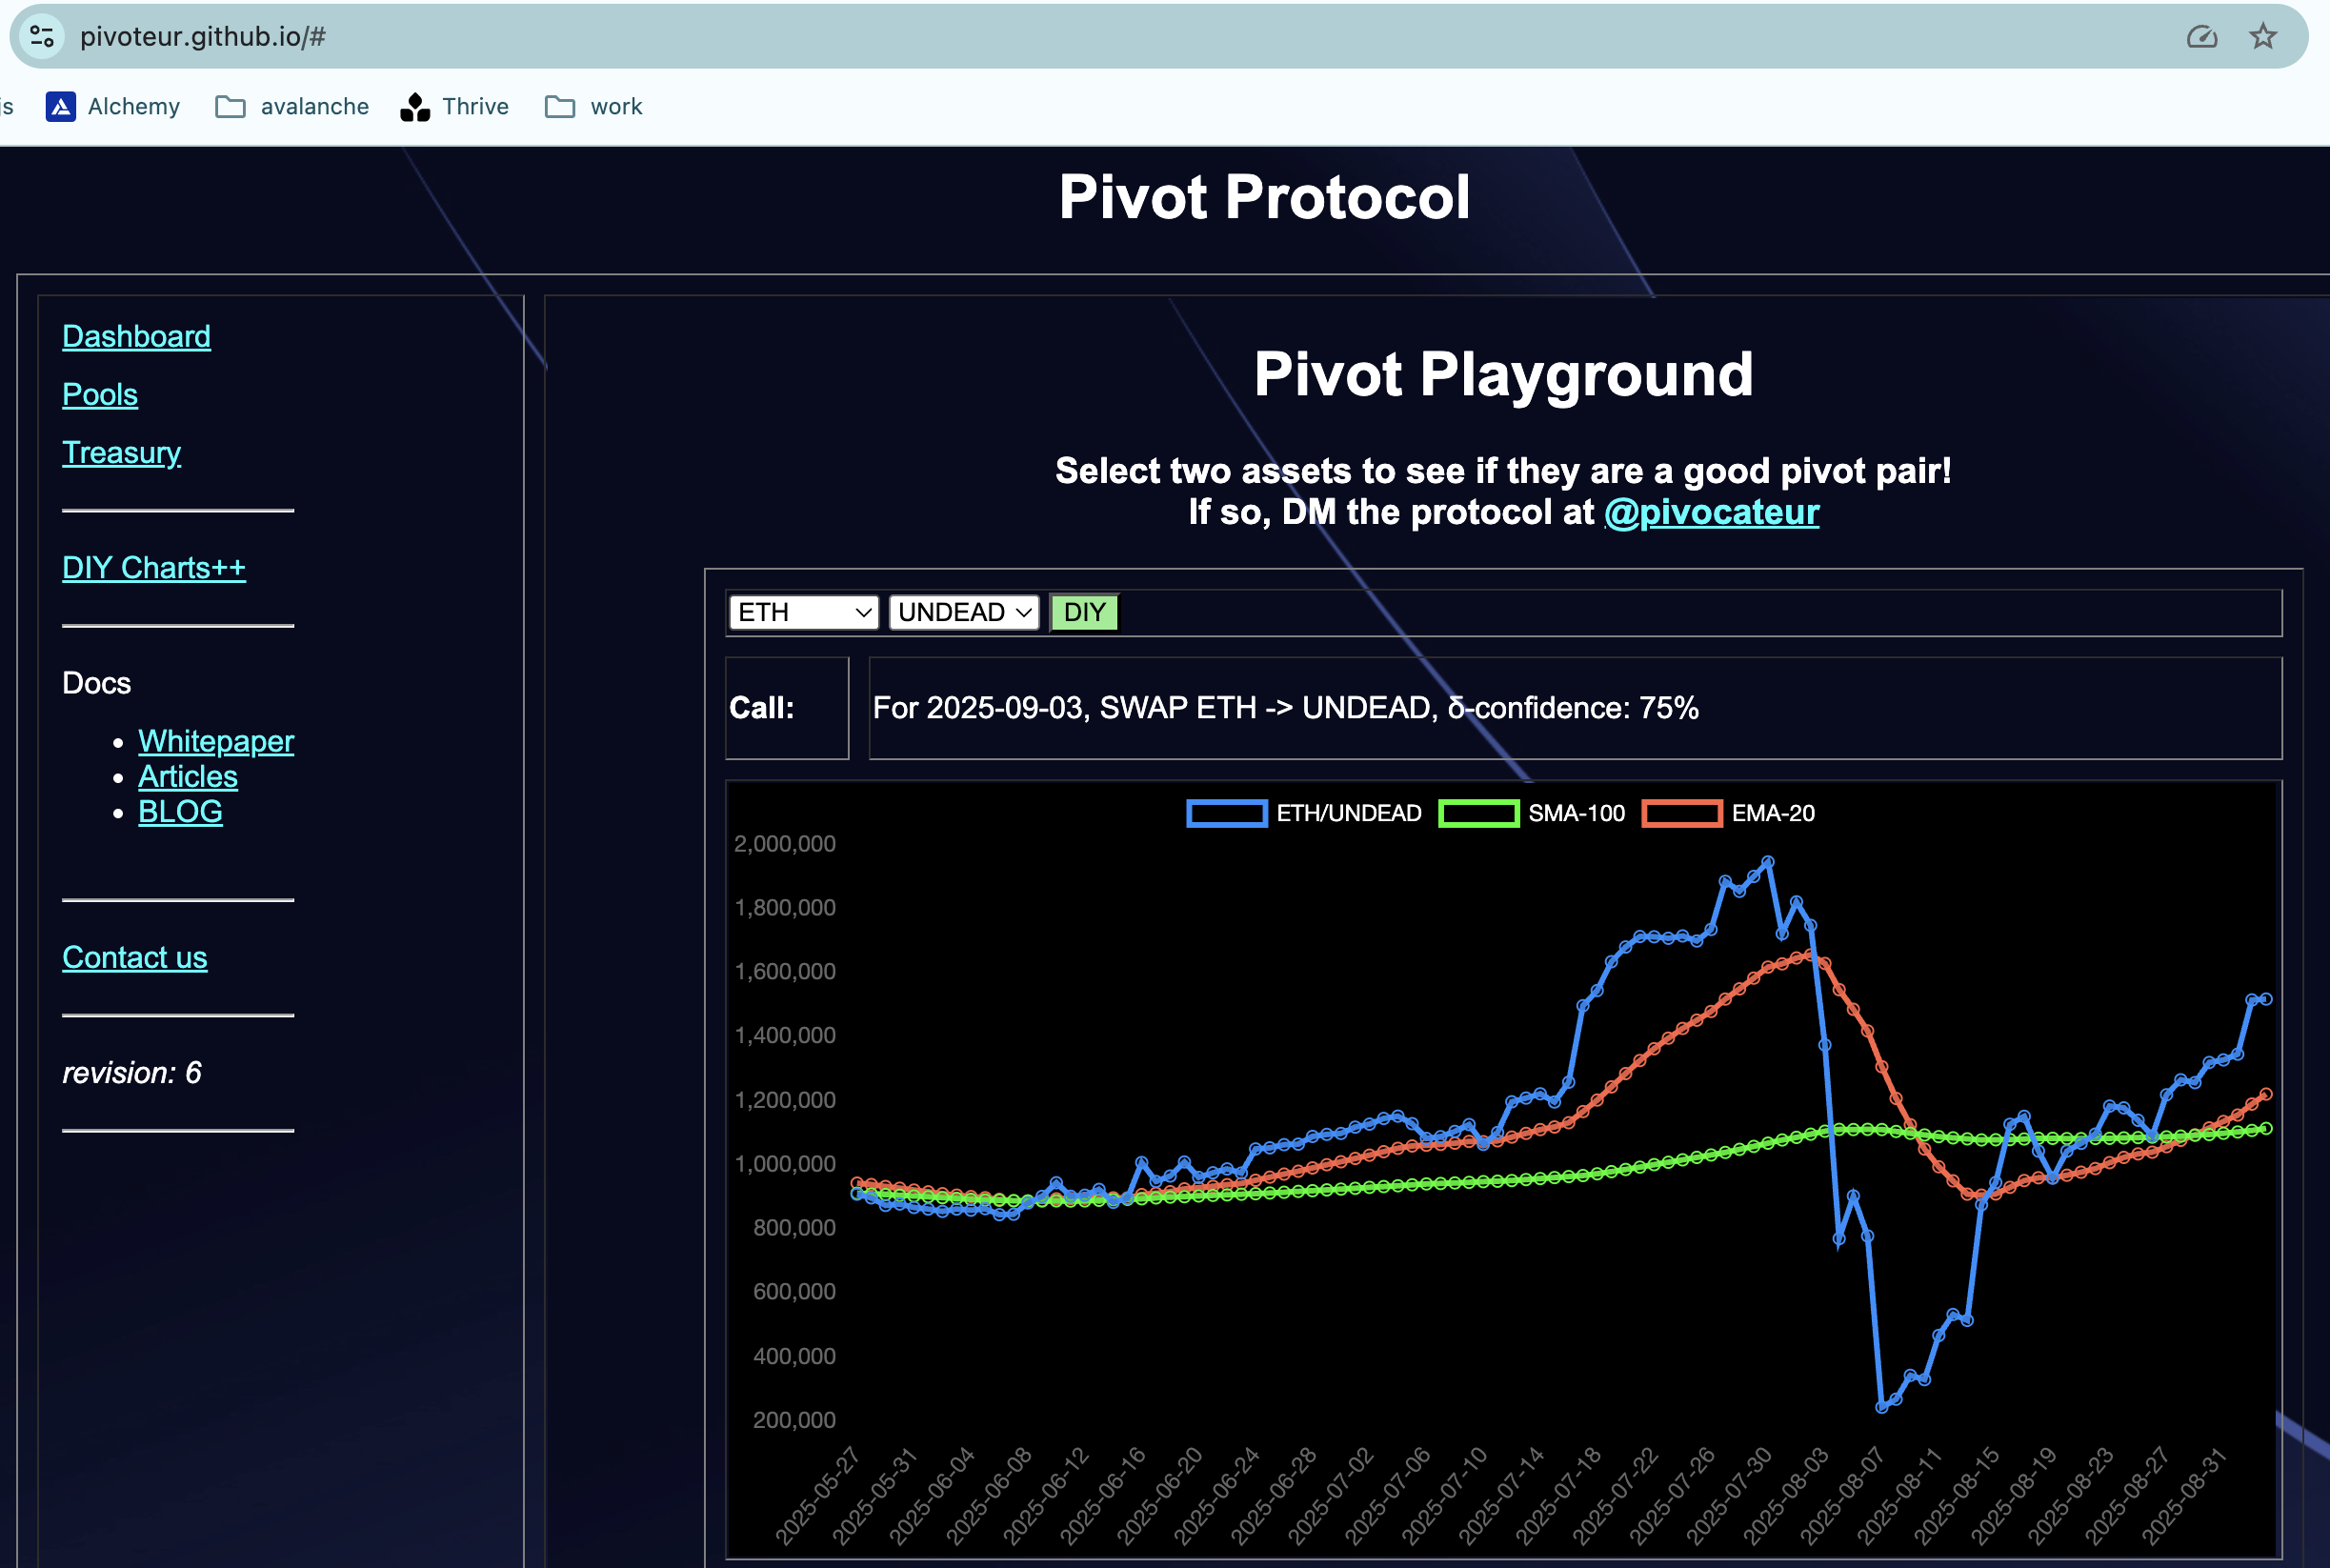 pivoteur.github.io/#
js
Alchemy
avalanche
Thrive
work
Pivot Protocol
Dashboard
Pools
Treasury
DIY Charts++
Docs
Whitepaper
Articles
BLOG
Contact us
revision: 6
Pivot Playground
Select two assets to see if they are a good pivot pair!
If so, DM the protocol at @pivocateur
ETH UNDEAD DIY
Call: For 2025-09-03, SWAP ETH -> UNDEAD, δ-confidence: 75%
ETH/UNDEAD SMA-100 EMA-20
2,000,000
1,800,000
1,600,000
1,400,000
1,200,000
1,000,000
800,000
600,000
400,000
200,000
2025-05-27
2025-05-31
2025-06-04
2025-06-08
2025-06-12
2025-06-16
2025-06-20
2025-06-24
2025-06-28
2025-07-02
2025-07-06
2025-07-10
2025-07-14
2025-07-18
2025-07-22
2025-07-26
2025-07-30
2025-08-03
2025-08-07
2025-08-11
2025-08-15
2025-08-19
2025-08-23
2025-08-27
2025-08-31